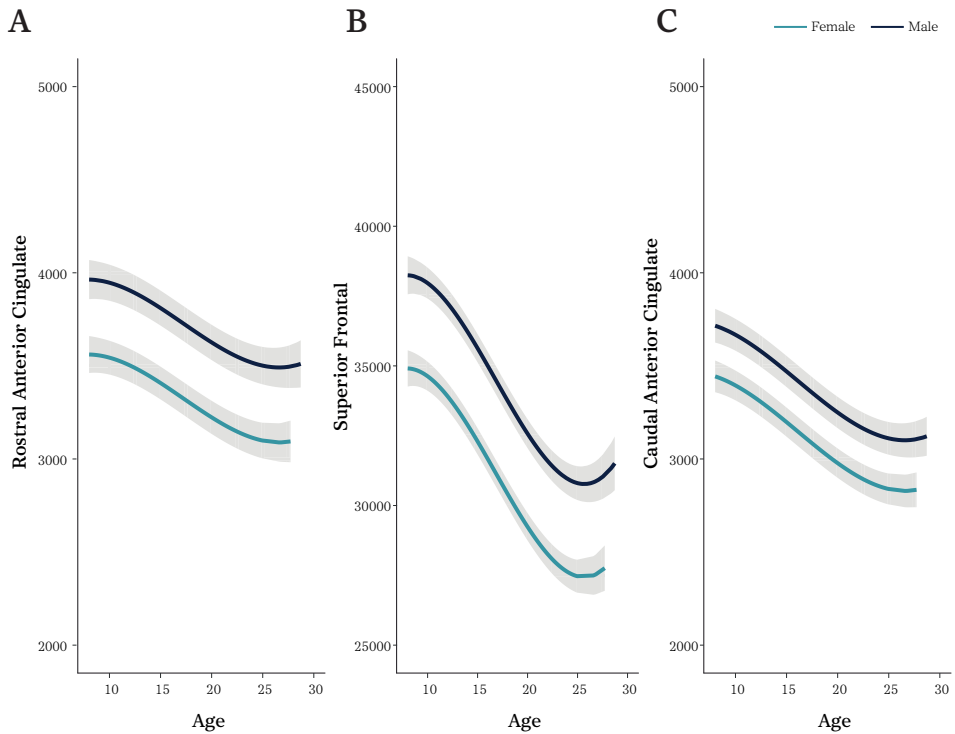 A
B
C
Female
Male
Rostral Anterior Cingulate
5000
4000
3000
2000
10
15
20
25
30
Age
Superior Frontal
45000
40000
35000
30000
25000
10
15
20
25
30
Age
Caudal Anterior Cingulate
5000
4000
3000
2000
10
15
20
25
30
Age